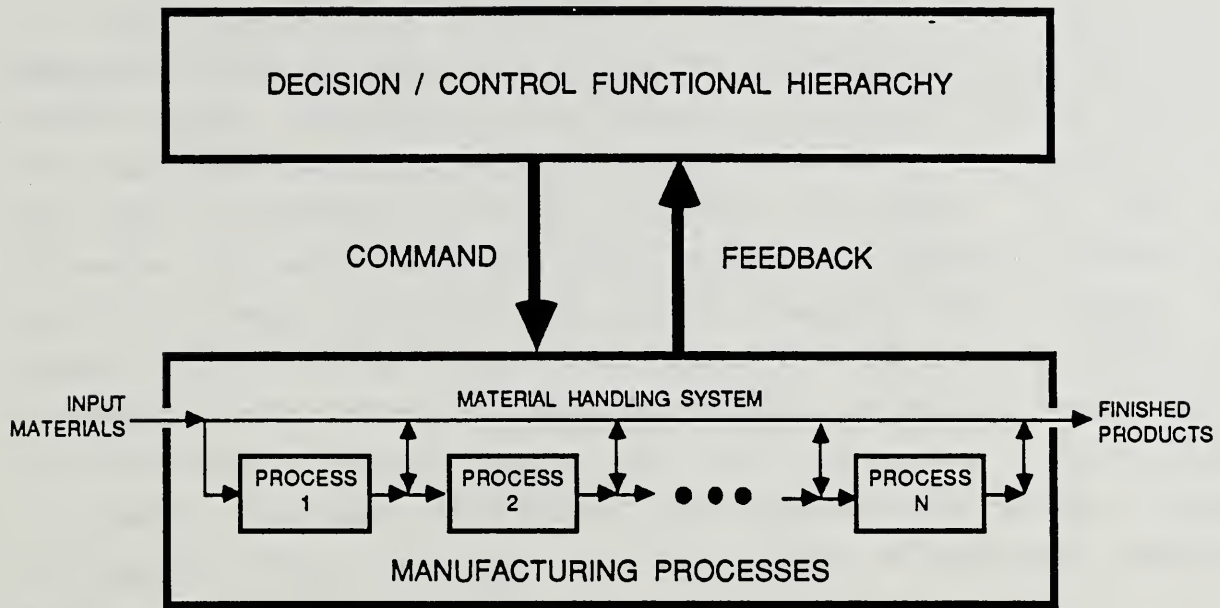 DECISION / CONTROL FUNCTIONAL HIERARCHY
COMMAND
FEEDBACK
MATERIAL HANDLING SYSTEM
INPUT
MATERIALS
FINISHED
PRODUCTS
PROCESS
1
PROCESS
2
PROCESS
N
MANUFACTURING PROCESSES